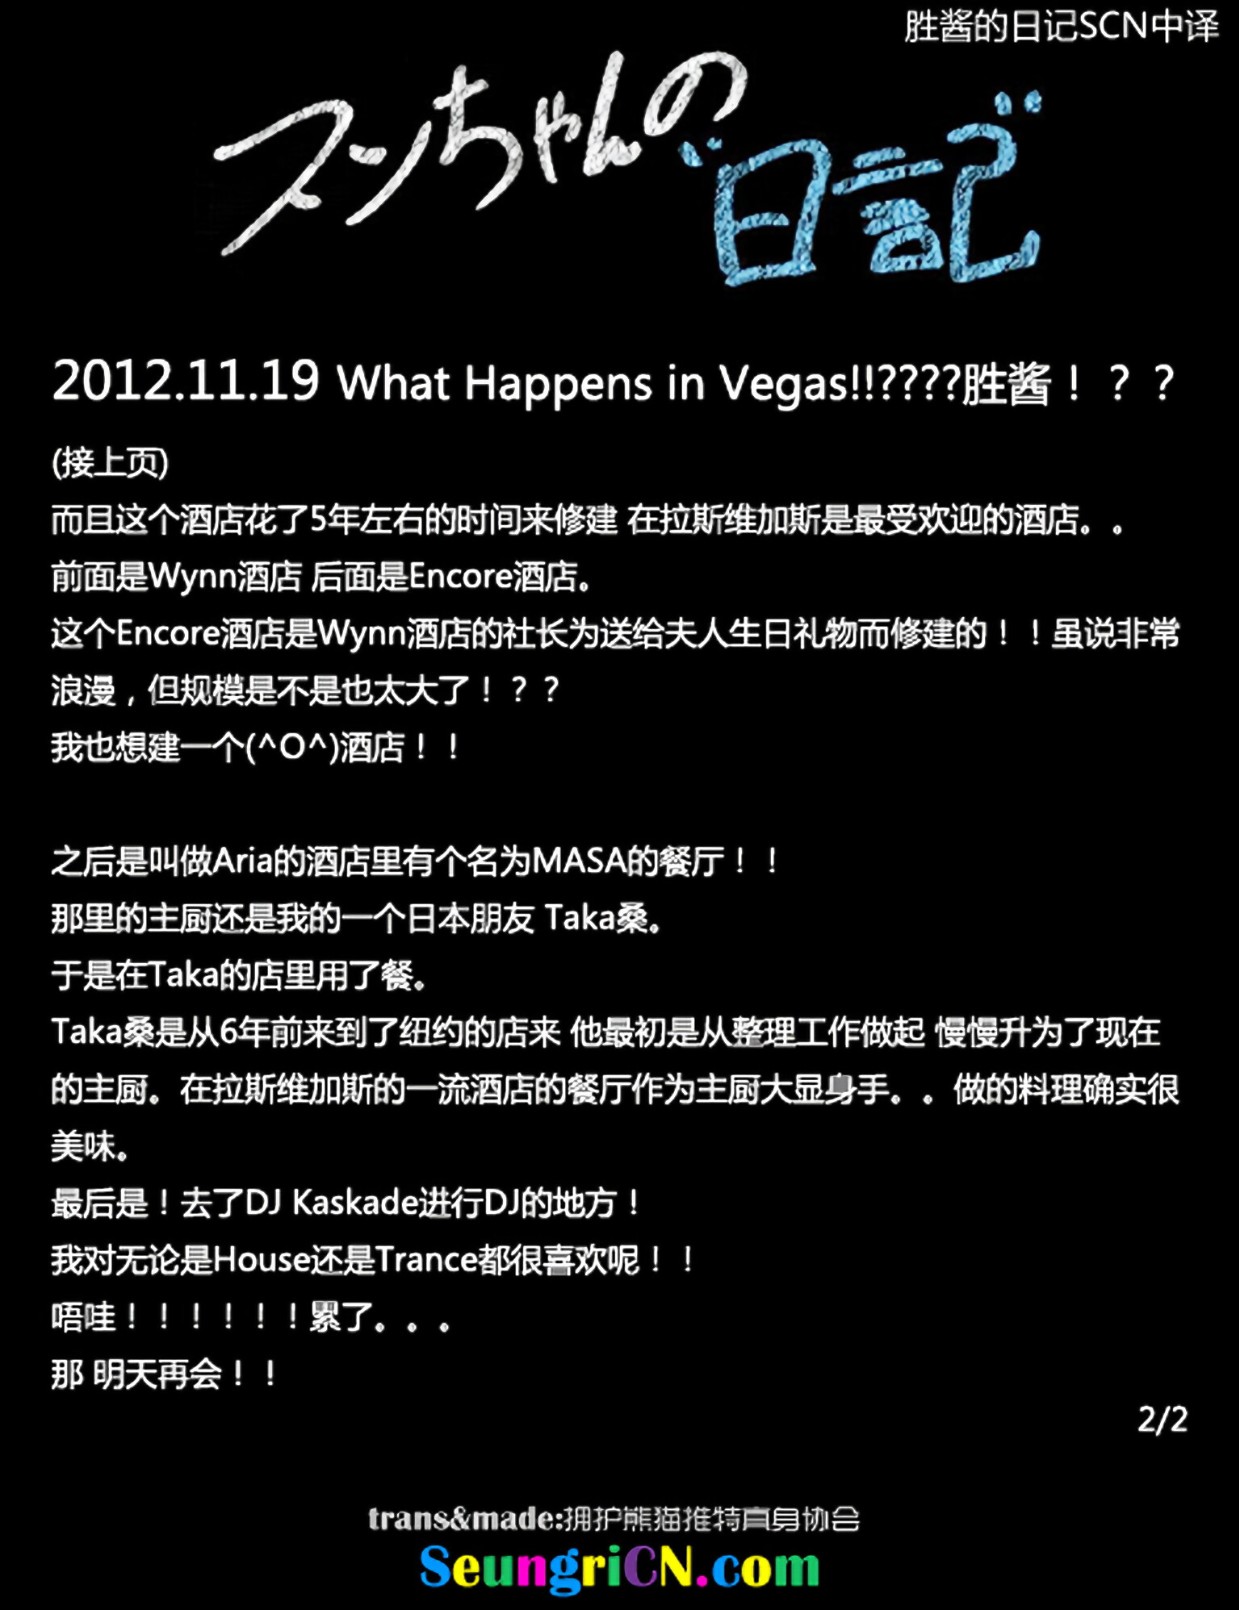 胜酱的日记SCN中译
スンちゃんの
日記
2012.11.19 What Happens in Vegas!!????胜酱！？？
(接上页)
而且这个酒店花了5年左右的时间来修建 在拉斯维加斯是最受欢迎的酒店。。
前面是Wynn酒店 后面是Encore酒店。
这个Encore酒店是Wynn酒店的社长为送给夫人生日礼物而修建的！！虽说非常
浪漫，但规模是不是也太大了！？？
我也想建一个(^O^)酒店！！
之后是叫做Aria的酒店里有个名为MASA的餐厅！！
那里的主厨还是我的一个日本朋友 Taka桑。
于是在Taka的店里用了餐。
Taka桑是从6年前来到了纽约的店来 他最初是从整理工作做起 慢慢升为了现在
的主厨。在拉斯维加斯的一流酒店的餐厅作为主厨大显身手。。做的料理确实很
美味。
最后是！去了DJ Kaskade进行DJ的地方！
我对无论是House还是Trance都很喜欢呢！！
唔哇！！！！！！累了。。。
那 明天再会！！
2/2
trans&made:拥护熊猫推特真身协会
SeungriCN.com